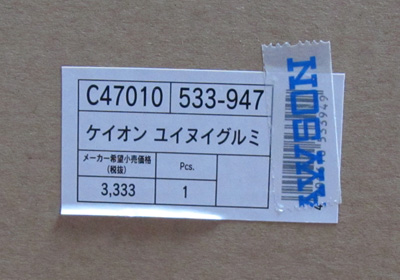 C47010 533-947
ケイオン ユイヌイグルミ
メーカー希望小売価格
(税抜)
Pcs.
3,333
1